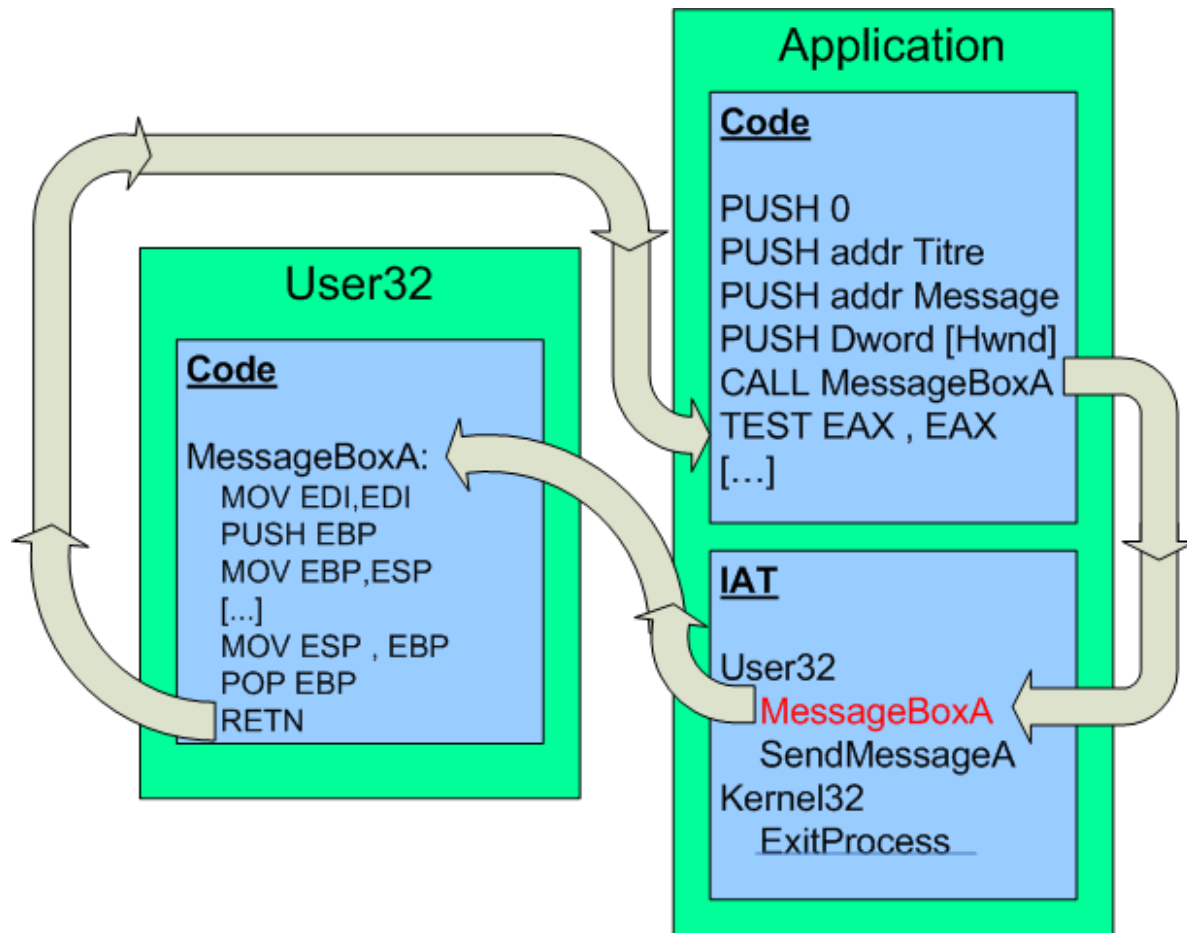 Application
Code
PUSH 0
PUSH addr Titre
PUSH addr Message
PUSH Dword [Hwnd]
CALL MessageBoxA
TEST EAX , EAX
[...]
User32
Code
MessageBoxA:
MOV EDI,EDI
PUSH EBP
MOV EBP,ESP
[...]
MOV ESP , EBP
POP EBP
RETN
IAT
User32
MessageBoxA
SendMessageA
Kernel32
ExitProcess